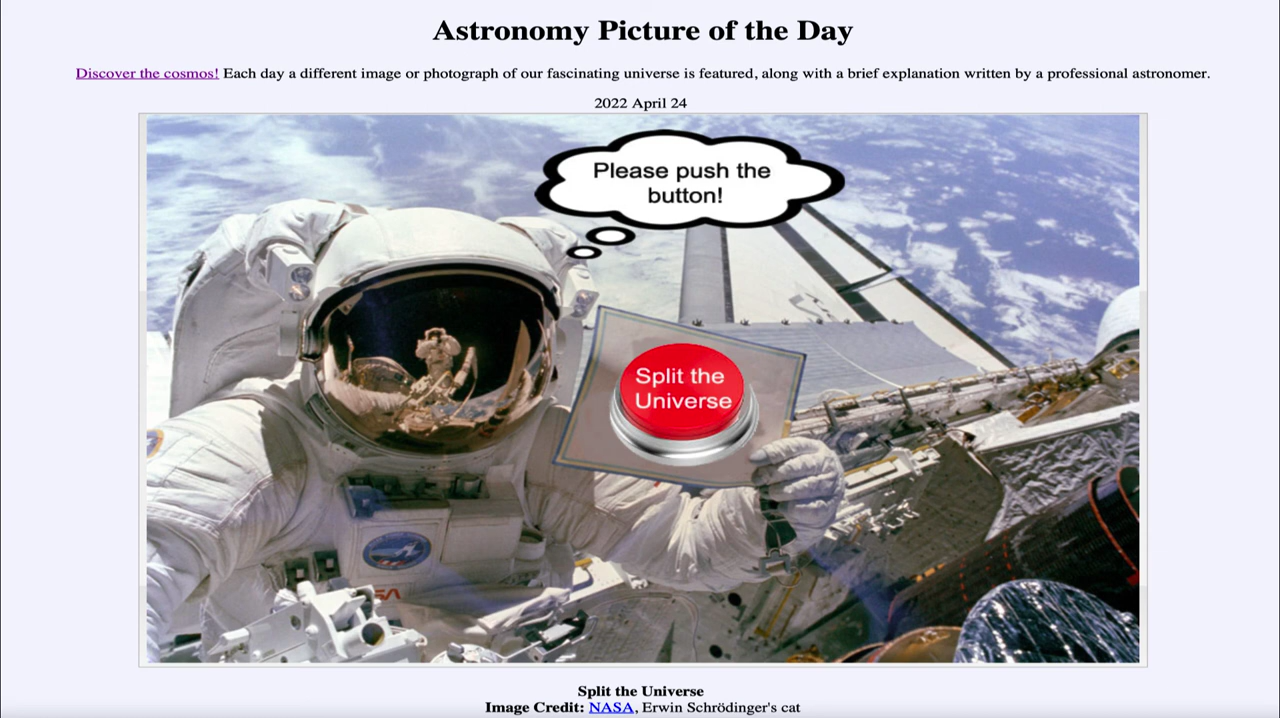 Astronomy Picture of the Day
Discover the cosmos! Each day a different image or photograph of our fascinating universe is featured, along with a brief explanation written by a professional astronomer.
2022 April 24
Please push the
button!
Split the
Universe
SA
Split the Universe
Image Credit: NASA, Erwin Schrödinger's cat